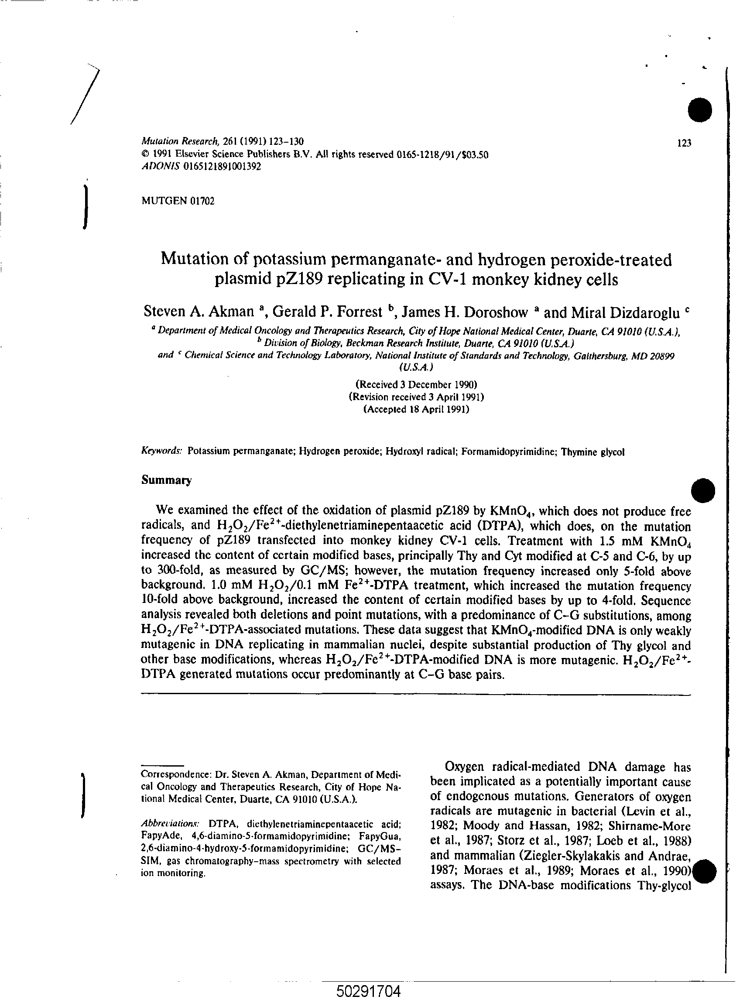 Mutation Research, 261 (1991) 123-130
© 1991 Elsevier Science Publishers B.V. All rights reserved 0165-1218/91/$03.50
ADONIS 0165121891001392
123
MUTGEN 01702
Mutation of potassium permanganate- and hydrogen peroxide-treated
plasmid pZ189 replicating in CV-1 monkey kidney cells
Steven A. Akman ᵃ, Gerald P. Forrest ᵇ, James H. Doroshow ᵃ and Miral Dizdaroglu ᶜ
ᵃ Department of Medical Oncology and Therapeutics Research, City of Hope National Medical Center, Duarte, CA 91010 (U.S.A.),
ᵇ Division of Biology, Beckman Research Institute, Duarte, CA 91010 (U.S.A.)
and ᶜ Chemical Science and Technology Laboratory, National Institute of Standards and Technology, Gaithersburg, MD 20899
(U.S.A.)
(Received 3 December 1990)
(Revision received 3 April 1991)
(Accepted 18 April 1991)
Keywords: Potassium permanganate; Hydrogen peroxide; Hydroxyl radical; Formamidopyrimidine; Thymine glycol
Summary
We examined the effect of the oxidation of plasmid pZ189 by KMnO₄, which does not produce free
radicals, and H₂O₂/Fe²⁺-diethylenetriaminepentaacetic acid (DTPA), which does, on the mutation
frequency of pZ189 transfected into monkey kidney CV-1 cells. Treatment with 1.5 mM KMnO₄
increased the content of certain modified bases, principally Thy and Cyt modified at C-5 and C-6, by up
to 300-fold, as measured by GC/MS; however, the mutation frequency increased only 5-fold above
background. 1.0 mM H₂O₂/0.1 mM Fe²⁺-DTPA treatment, which increased the mutation frequency
10-fold above background, increased the content of certain modified bases by up to 4-fold. Sequence
analysis revealed both deletions and point mutations, with a predominance of C-G substitutions, among
H₂O₂/Fe²⁺-DTPA-associated mutations. These data suggest that KMnO₄-modified DNA is only weakly
mutagenic in DNA replicating in mammalian nuclei, despite substantial production of Thy glycol and
other base modifications, whereas H₂O₂/Fe²⁺-DTPA-modified DNA is more mutagenic. H₂O₂/Fe²⁺-
DTPA generated mutations occur predominantly at C-G base pairs.
Correspondence: Dr. Steven A. Akman, Department of Medi-
cal Oncology and Therapeutics Research, City of Hope Na-
tional Medical Center, Duarte, CA 91010 (U.S.A.).
Abbreviations: DTPA, diethylenetriaminepentaacetic acid;
FapyAde, 4,6-diamino-5-formamidopyrimidine; FapyGua,
2,6-diamino-4-hydroxy-5-formamidopyrimidine; GC/MS-
SIM, gas chromatography-mass spectrometry with selected
ion monitoring.
Oxygen radical-mediated DNA damage has
been implicated as a potentially important cause
of endogenous mutations. Generators of oxygen
radicals are mutagenic in bacterial (Levin et al.,
1982; Moody and Hassan, 1982; Shirname-More
et al., 1987; Storz et al., 1987; Loeb et al., 1988)
and mammalian (Ziegler-Skylakakis and Andrae,
1987; Moraes et al., 1989; Moraes et al., 1990)
assays. The DNA-base modifications Thy-glycol
50291704